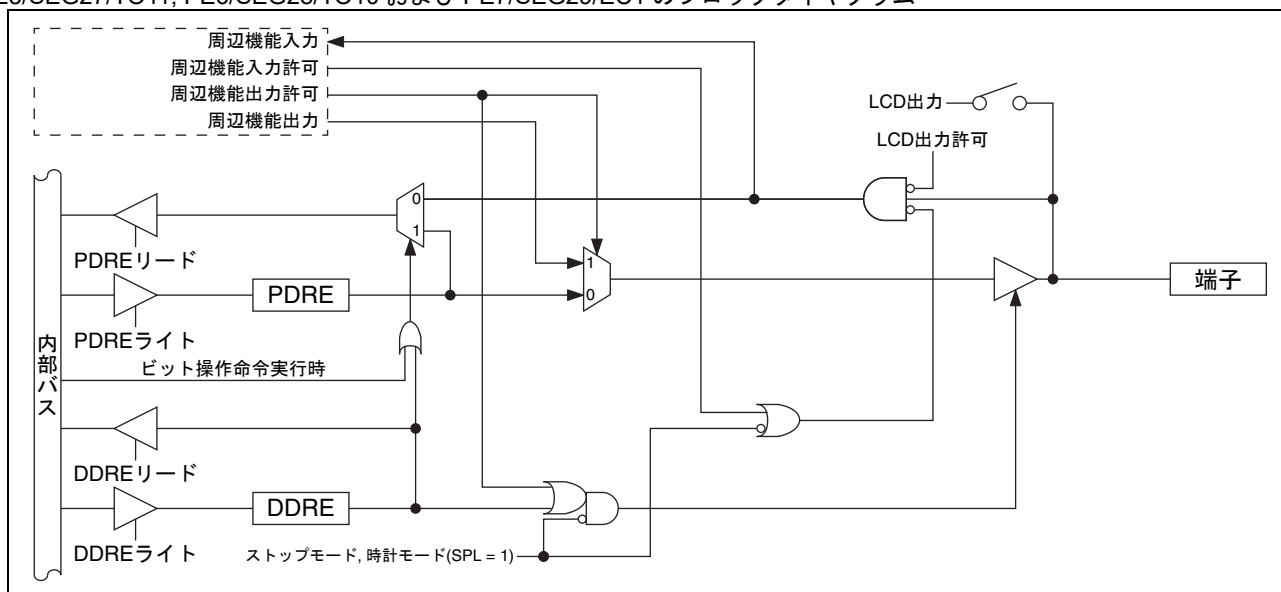 周辺機能入力
周辺機能入力許可
周辺機能出力許可
周辺機能出力
LCD出力
LCD出力許可
0
1
PDREリード
1
0
PDRE
端子
PDREライト
内部バス
ビット操作命令実行時
DDREリード
DDRE
DDREライト
ストップモード, 時計モード(SPL = 1)